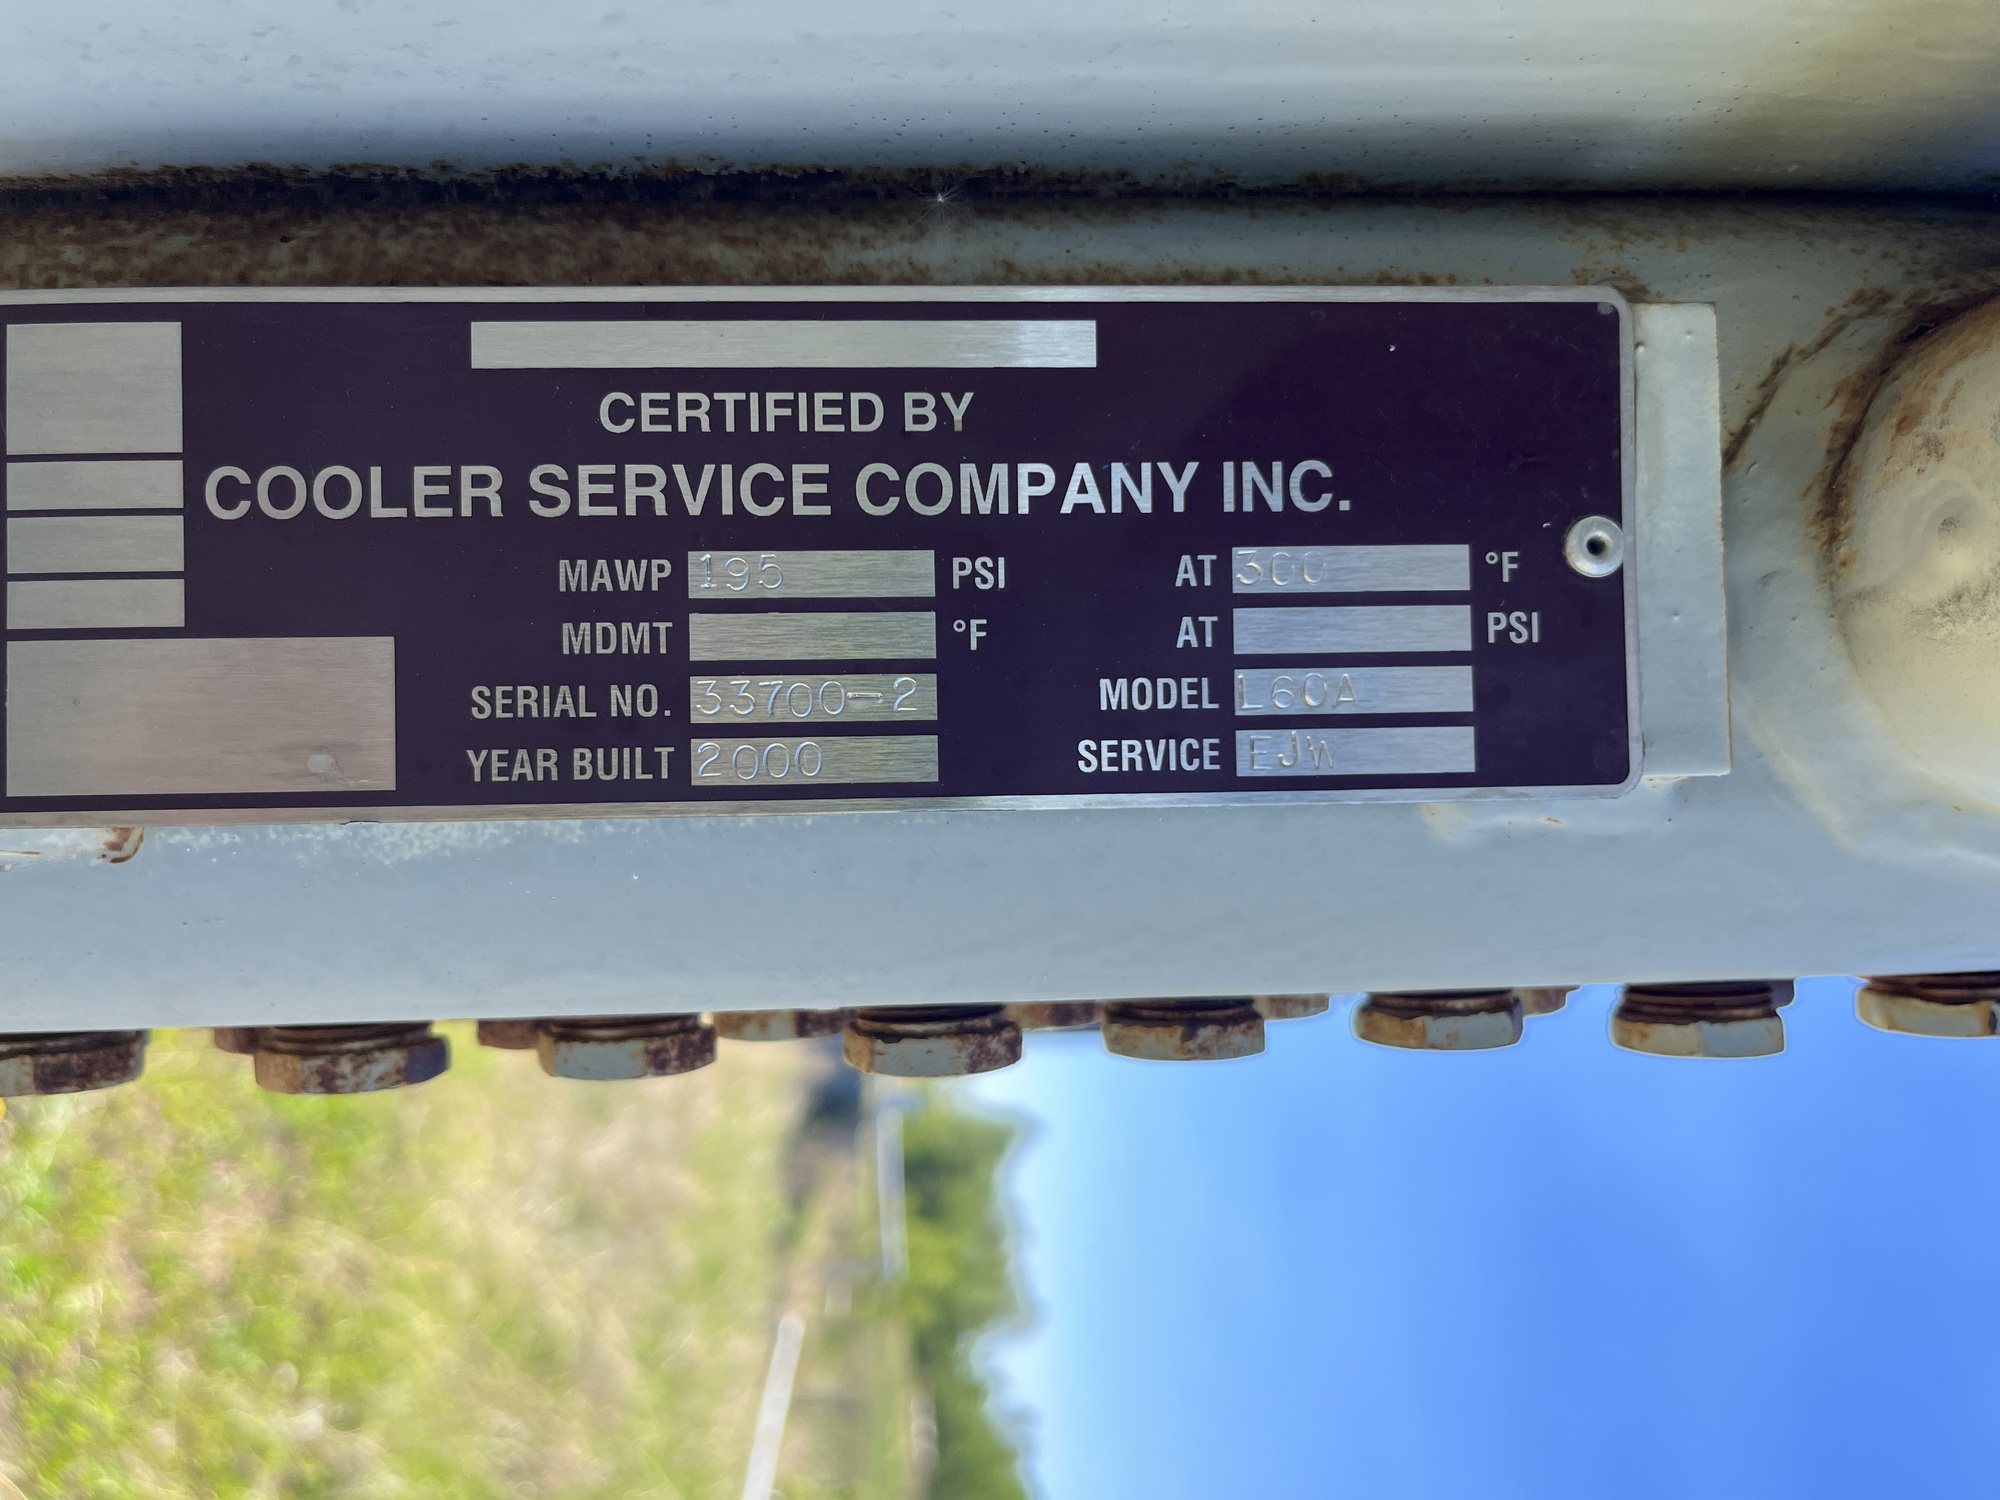 CERTIFIED BY
COOLER SERVICE COMPANY INC.
MAWP 195 PSI AT 300 °F
MDMT °F AT PSI
SERIAL NO. 33700-2 MODEL L60A
YEAR BUILT 2000 SERVICE EJW